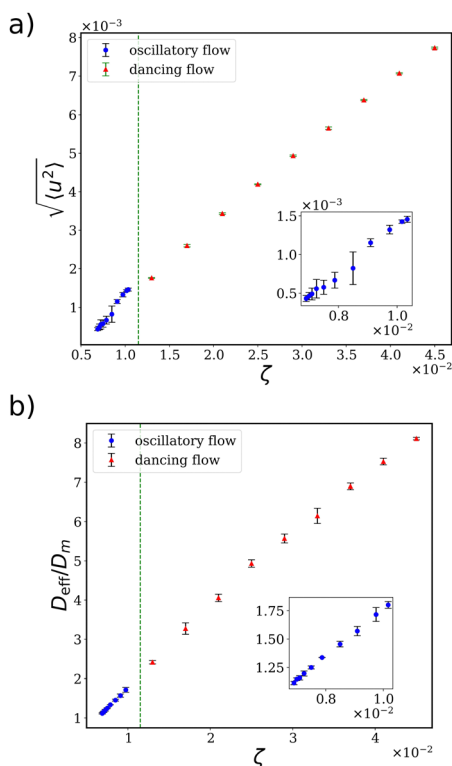 a)
×10⁻³
8
7
6
5
4
3
2
1
√⟨u²⟩
oscillatory flow
dancing flow
×10⁻³
1.5
1.0
0.5
0.8 1.0
×10⁻²
0.5 1.0 1.5 2.0 2.5 3.0 3.5 4.0 4.5
×10⁻²
ζ
b)
8
7
6
5
4
3
2
1
D_eff/D_m
oscillatory flow
dancing flow
1.75
1.50
1.25
0.8 1.0
×10⁻²
1 2 3 4
×10⁻²
ζ